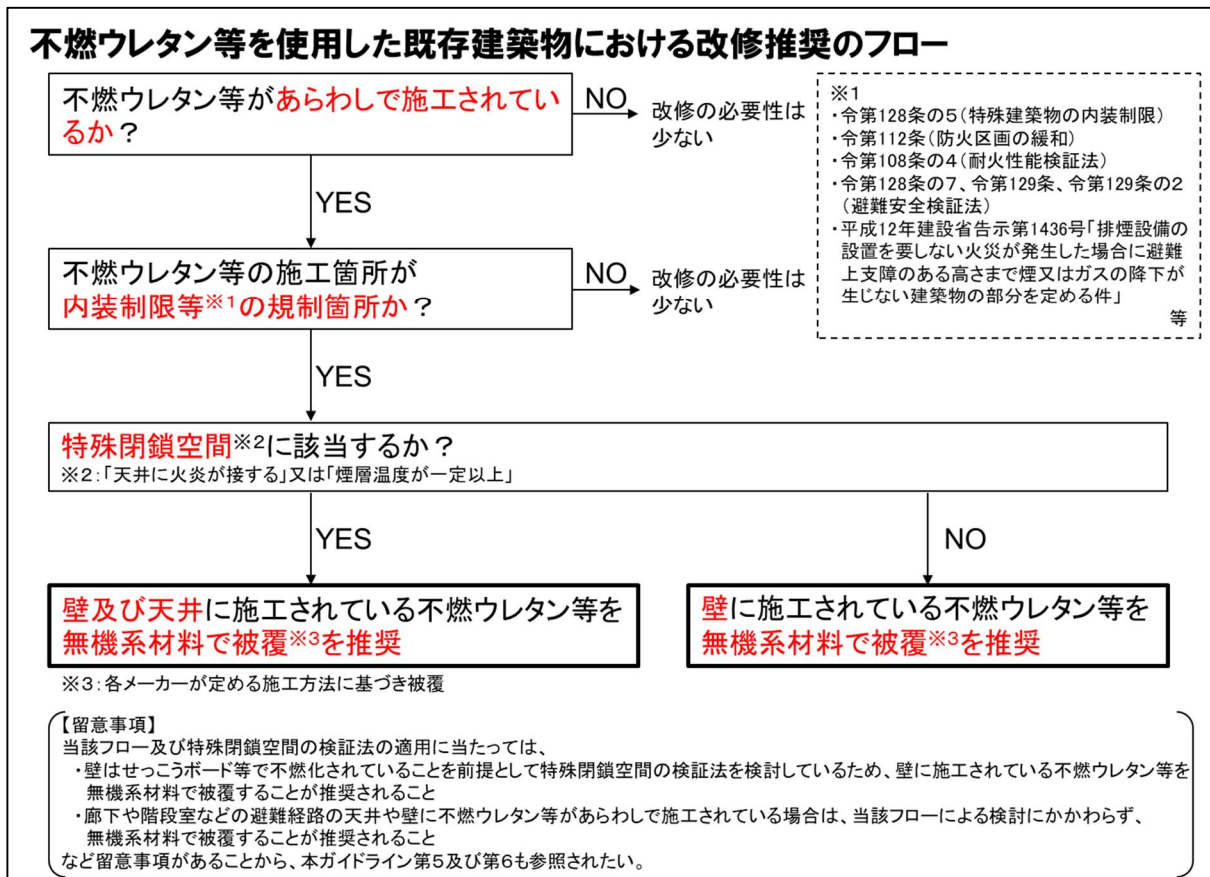 不燃ウレタン等を使用した既存建築物における改修推奨のフロー
不燃ウレタン等があらわしで施工されてい
るか？
NO
改修の必要性は
少ない
YES
※1
・令第128条の5（特殊建築物の内装制限）
・令第112条（防火区画の緩和）
・令第108条の4（耐火性能検証法）
・令第128条の7、令第129条、令第129条の2
（避難安全検証法）
・平成12年建設省告示第1436号「排煙設備の
設置を要しない火災が発生した場合に避難
上支障のある高さまで煙又はガスの降下が
生じない建築物の部分を定める件」
等
不燃ウレタン等の施工箇所が
内装制限等※1の規制箇所か？
NO
改修の必要性は
少ない
YES
特殊閉鎖空間※2に該当するか？
※2：「天井に火炎が接する」又は「煙層温度が一定以上」
YES
NO
壁及び天井に施工されている不燃ウレタン等を
無機系材料で被覆※3を推奨
壁に施工されている不燃ウレタン等を
無機系材料で被覆※3を推奨
※3：各メーカーが定める施工方法に基づき被覆
【留意事項】
当該フロー及び特殊閉鎖空間の検証法の適用に当たっては、
・壁はせっこうボード等で不燃化されていることを前提として特殊閉鎖空間の検証法を検討しているため、壁に施工されている不燃ウレタン等を
無機系材料で被覆することが推奨されること
・廊下や階段室などの避難経路の天井や壁に不燃ウレタン等があらわしで施工されている場合は、当該フローによる検討にかかわらず、
無機系材料で被覆することが推奨されること
など留意事項があることから、本ガイドライン第5及び第6も参照されたい。